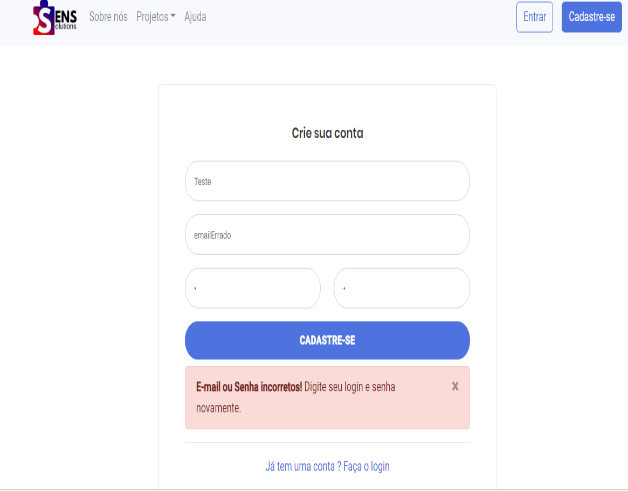 SENS
Solutions
Sobre nós Projetos Ajuda Entrar Cadastre-se
Crie sua conta
Teste
emailErrado
CADASTRE-SE
E-mail ou Senha incorretos! Digite seu login e senha
novamente.
x
Já tem uma conta ? Faça o login